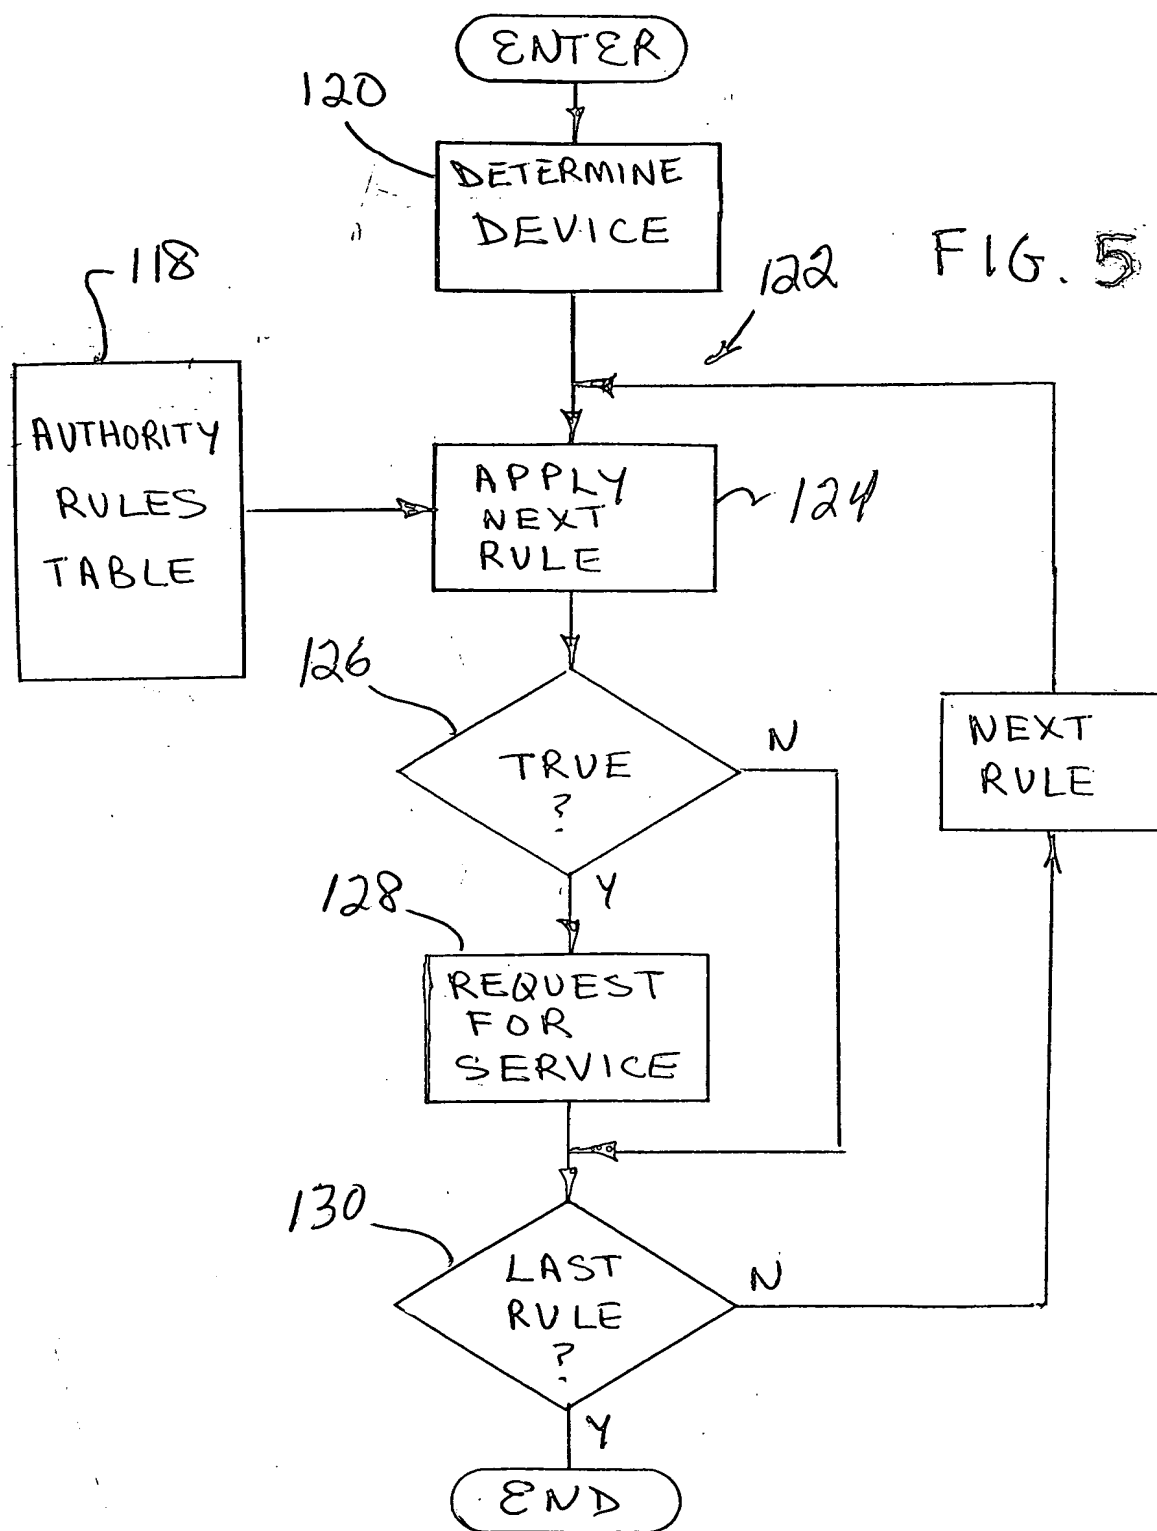 ENTER
120
DETERMINE
DEVICE
118
122
FIG. 5
AUTHORITY
RULES
TABLE
APPLY
NEXT
RULE
124
126
TRUE
?
N
NEXT
RULE
Y
128
REQUEST
FOR
SERVICE
130
LAST
RULE
?
N
Y
END